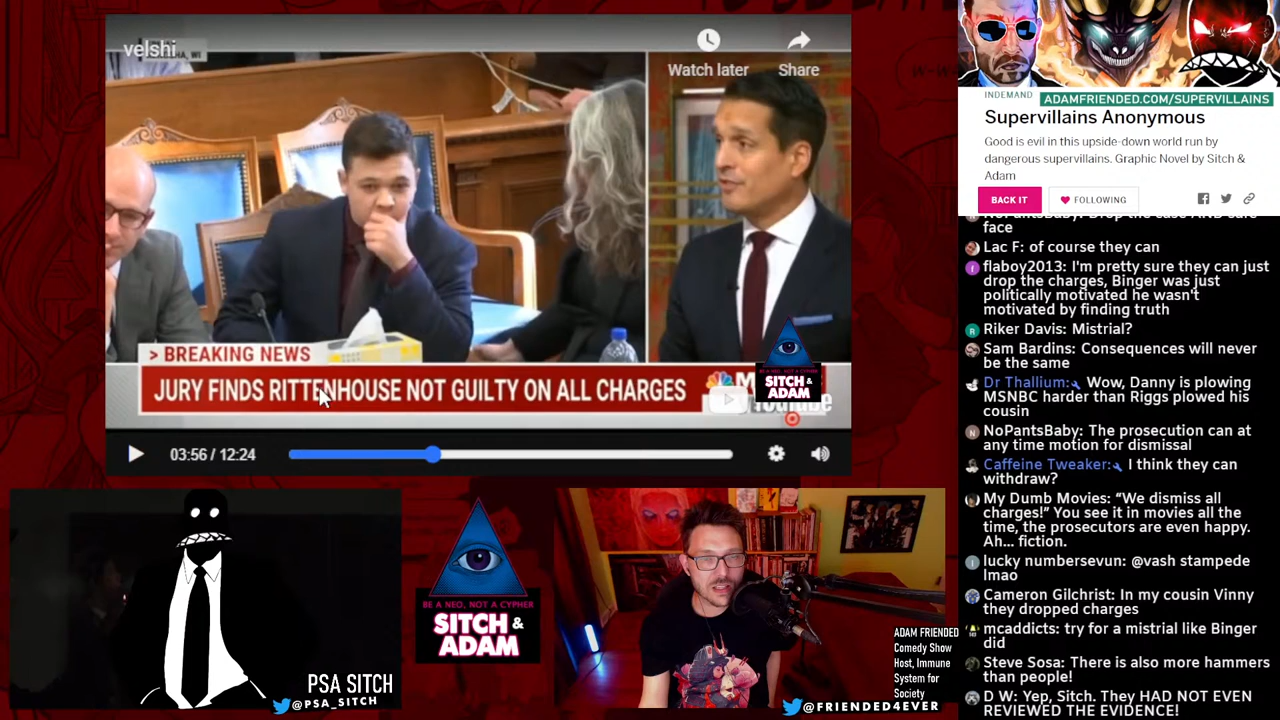 velshi
Watch later
Share
> BREAKING NEWS
JURY FINDS RITTENHOUSE NOT GUILTY ON ALL CHARGES
SITCH &
ADAM
YouTube
03:56 / 12:24
BE A NEO, NOT A CYPHER
SITCH &
ADAM
PSA SITCH
@PSA_SITCH
ADAM FRIENDED
Comedy Show
Host, Immune
System for
Society
@FRIENDED4EVER
INDEMAND
ADAMFRIENDED.COM/SUPERVILLAINS
Supervillains Anonymous
Good is evil in this upside-down world run by
dangerous supervillains. Graphic Novel by Sitch &
Adam
BACK IT
FOLLOWING
face
Lac F: of course they can
flaboy2013: I'm pretty sure they can just
drop the charges, Binger was just
politically motivated he wasn't
motivated by finding truth
Riker Davis: Mistrial?
Sam Bardins: Consequences will never
be the same
Dr Thallium: Wow, Danny is plowing
MSNBC harder than Riggs plowed his
cousin
NoPantsBaby: The prosecution can at
any time motion for dismissal
Caffeine Tweaker: I think they can
withdraw?
My Dumb Movies: “We dismiss all
charges!” You see it in movies all the
time, the prosecutors are even happy.
Ah... fiction.
lucky numbersevun: @vash stampede
lmao
Cameron Gilchrist: In my cousin Vinny
they dropped charges
mcaddicts: try for a mistrial like Binger
did
Steve Sosa: There is also more hammers
than people!
D W: Yep, Sitch. They HAD NOT EVEN
REVIEWED THE EVIDENCE!